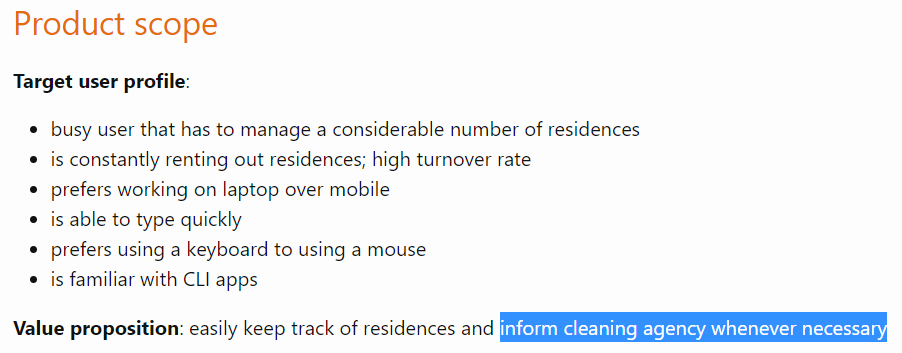 Product scope
Target user profile:
busy user that has to manage a considerable number of residences
is constantly renting out residences; high turnover rate
prefers working on laptop over mobile
is able to type quickly
prefers using a keyboard to using a mouse
is familiar with CLI apps
Value proposition: easily keep track of residences and inform cleaning agency whenever necessary